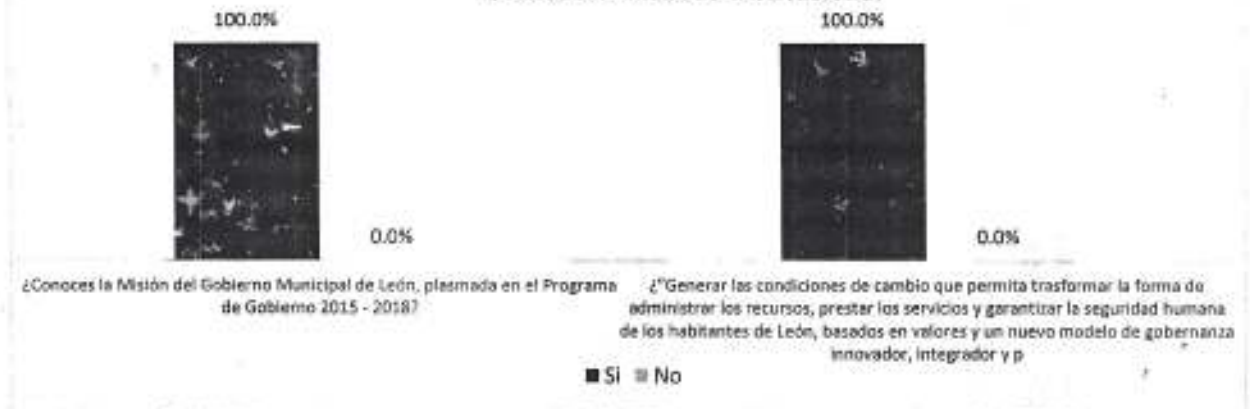 100.0%
100.0%
0.0%
0.0%
¿Conoces la Misión del Gobierno Municipal de León, plasmada en el Programa
de Gobierno 2015 - 2018?
¿"Generar las condiciones de cambio que permita trasformar la forma de
administrar los recursos, prestar los servicios y garantizar la seguridad humana
de los habitantes de León, basados en valores y un nuevo modelo de gobernanza
innovador, integrador y p
Si No